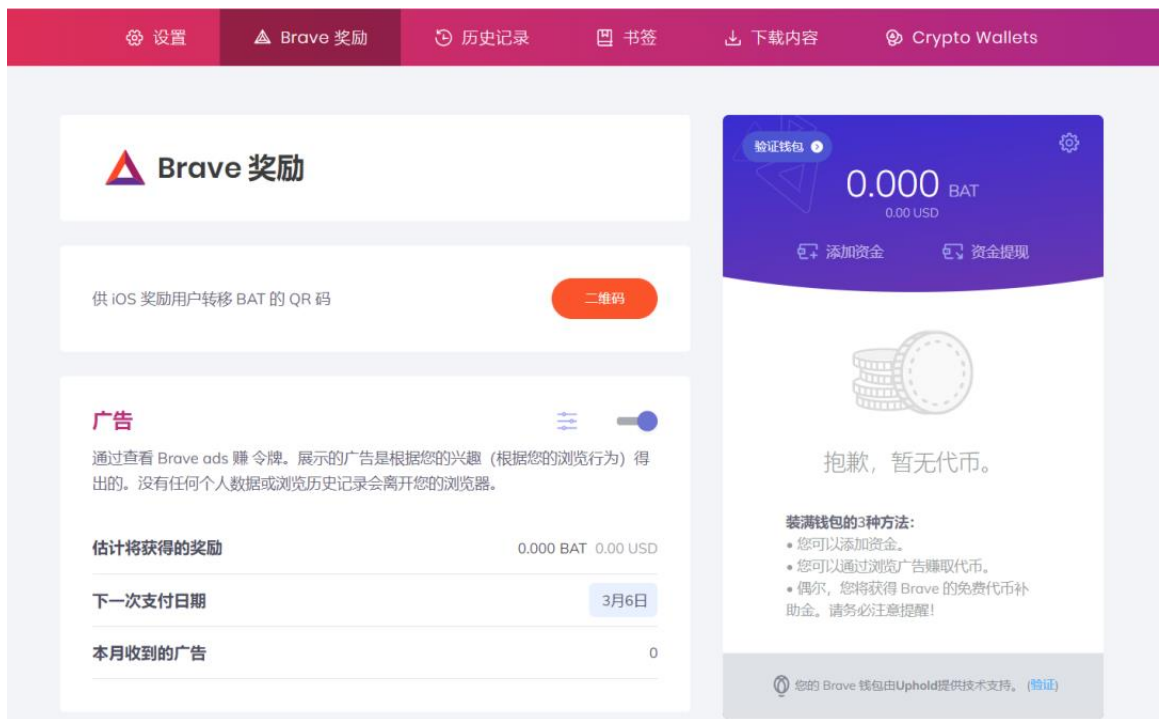 设置 Brave 奖励 历史记录 书签 下载内容 Crypto Wallets
Brave 奖励
供 iOS 奖励用户转移 BAT 的 QR 码 二维码
广告
通过查看 Brave ads 赚 令牌。展示的广告是根据您的兴趣（根据您的浏览行为）得
出的。没有任何个人数据或浏览历史记录会离开您的浏览器。
估计将获得的奖励 0.000 BAT 0.00 USD
下一次支付日期 3月6日
本月收到的广告 0
验证钱包
0.000 BAT
0.00 USD
添加资金 资金提现
抱歉，暂无代币。
装满钱包的3种方法：
• 您可以添加资金。
• 您可以通过浏览广告赚取代币。
• 偶尔，您将获得 Brave 的免费代币补
助金。请务必注意提醒！
您的 Brave 钱包由Uphold提供技术支持。 (验证)